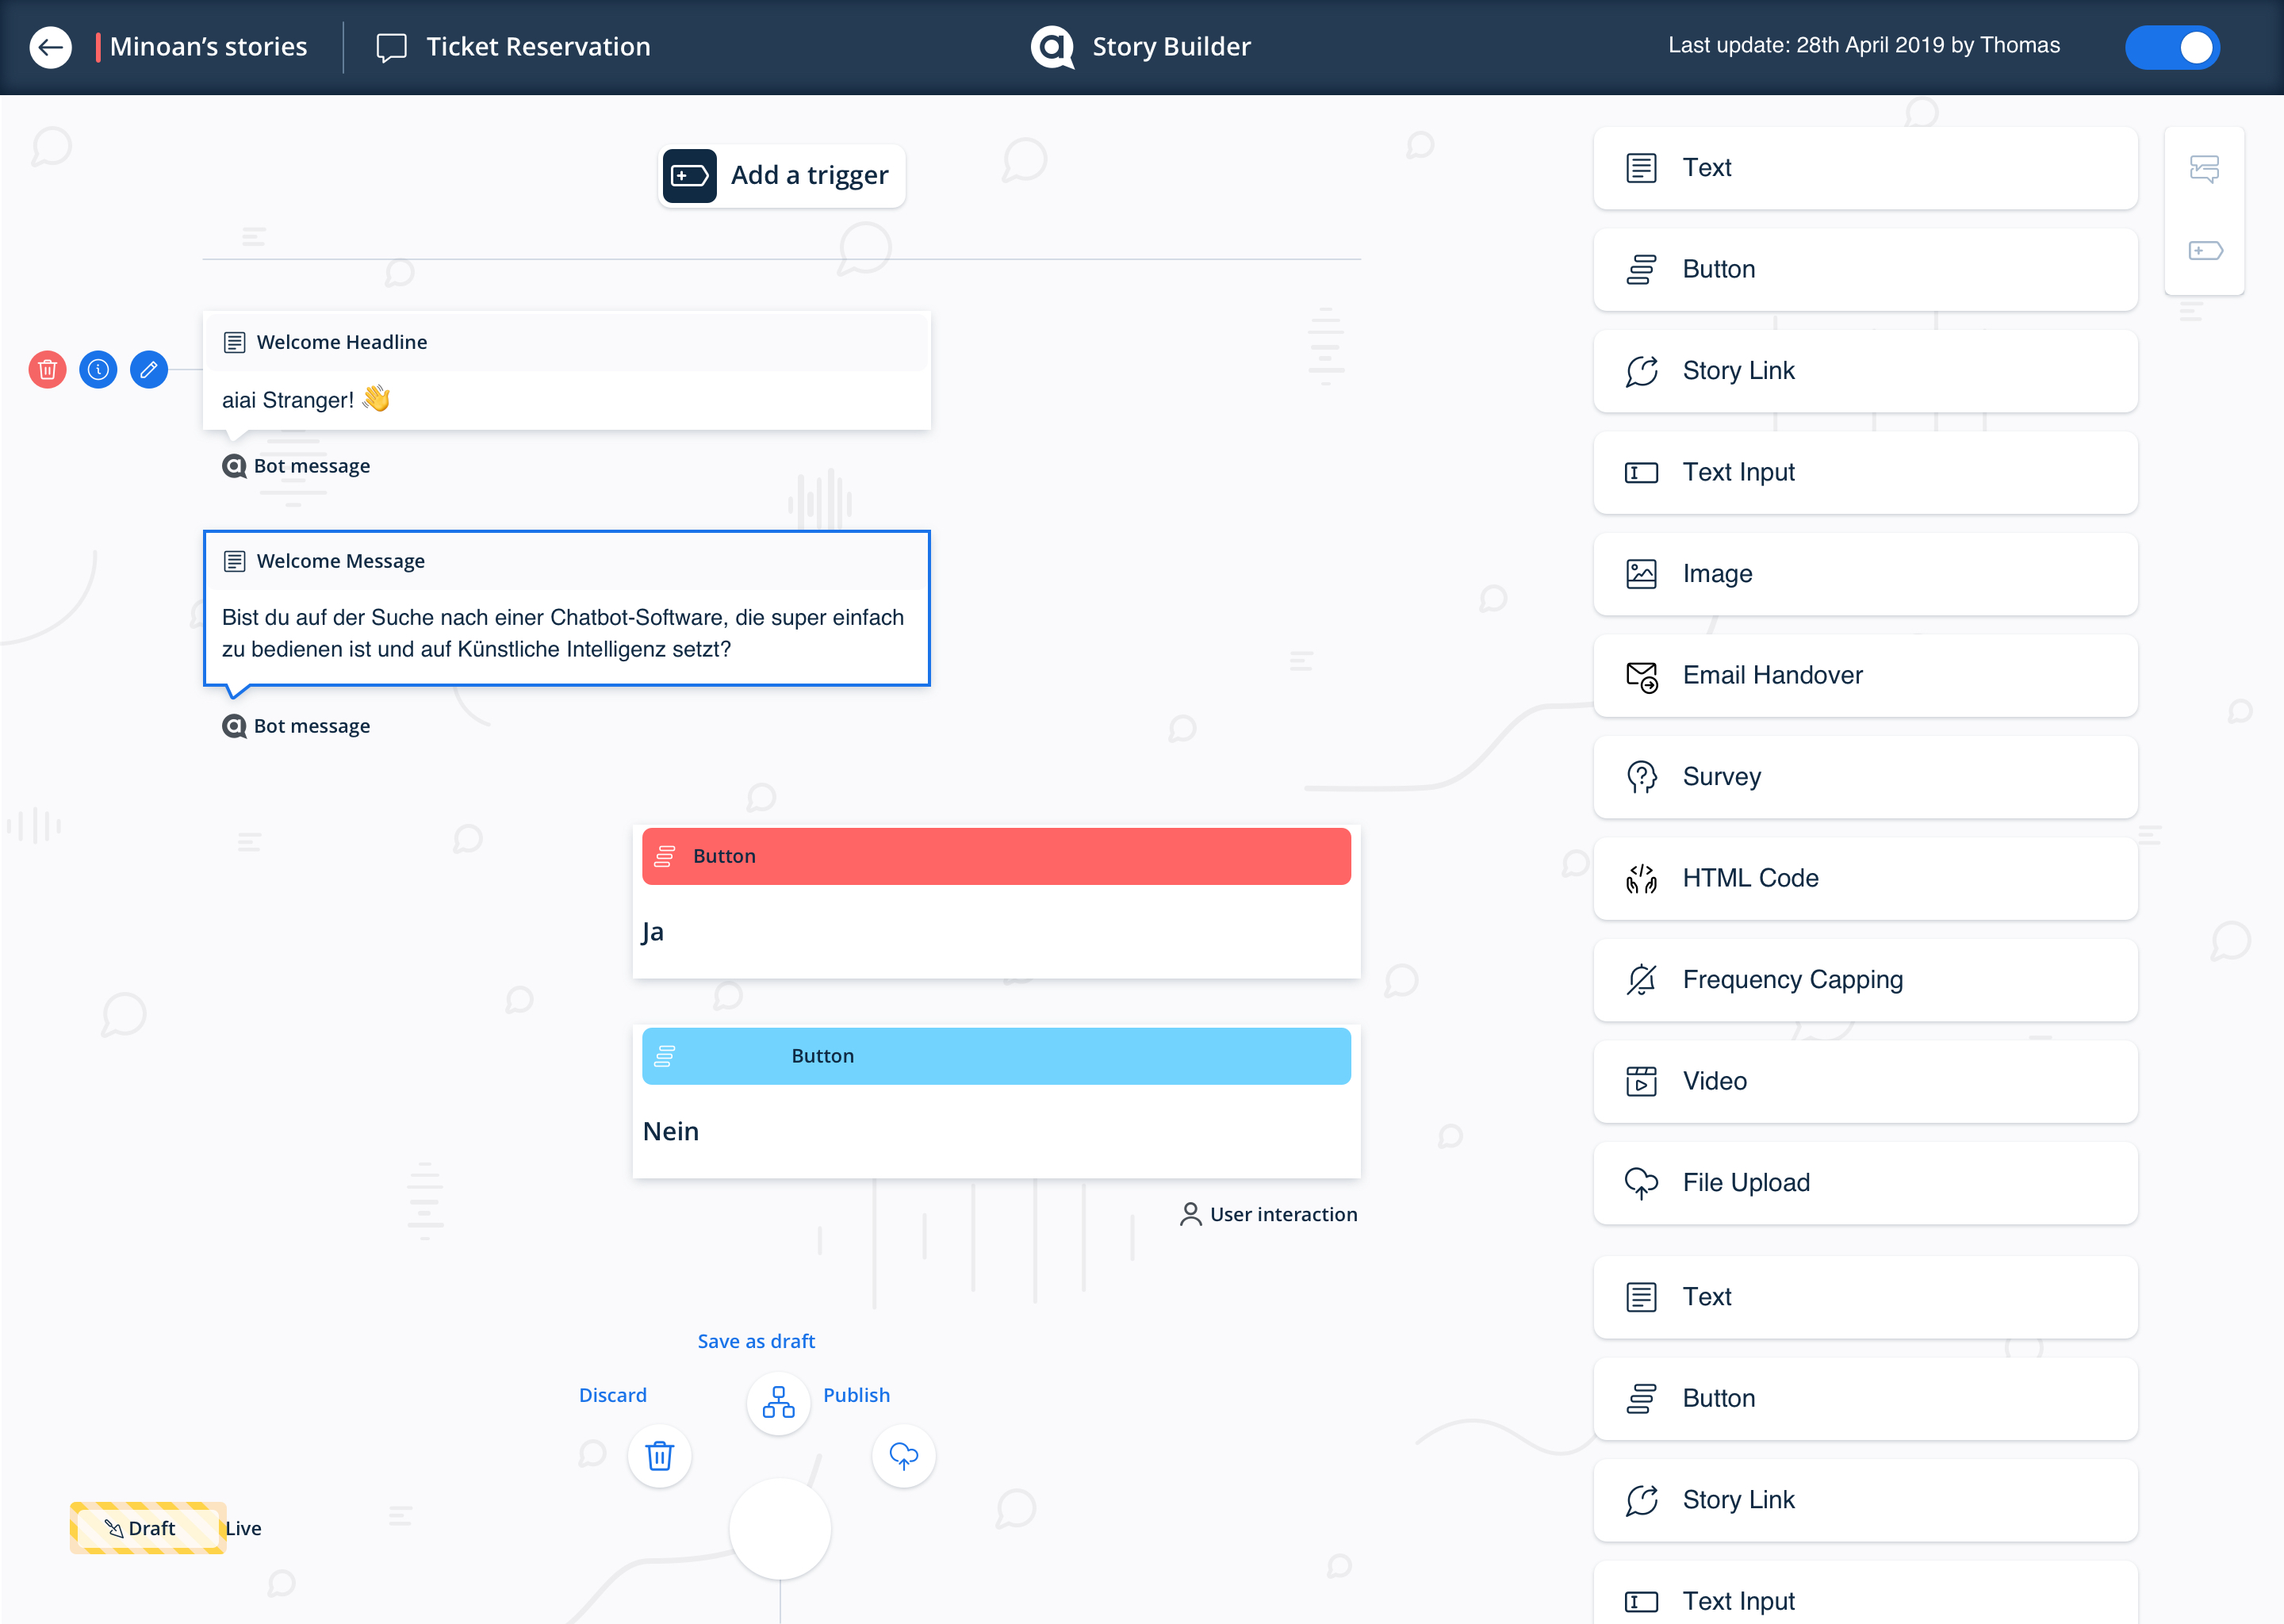 Minoan’s stories
Ticket Reservation
Story Builder
Last update: 28th April 2019 by Thomas
Add a trigger
Welcome Headline
aiai Stranger! 👋
Bot message
Welcome Message
Bist du auf der Suche nach einer Chatbot-Software, die super einfach
zu bedienen ist und auf Künstliche Intelligenz setzt?
Bot message
Button
Ja
Button
Nein
User interaction
Save as draft
Discard
Publish
Draft
Live
Text
Button
Story Link
Text Input
Image
Email Handover
Survey
HTML Code
Frequency Capping
Video
File Upload
Text
Button
Story Link
Text Input